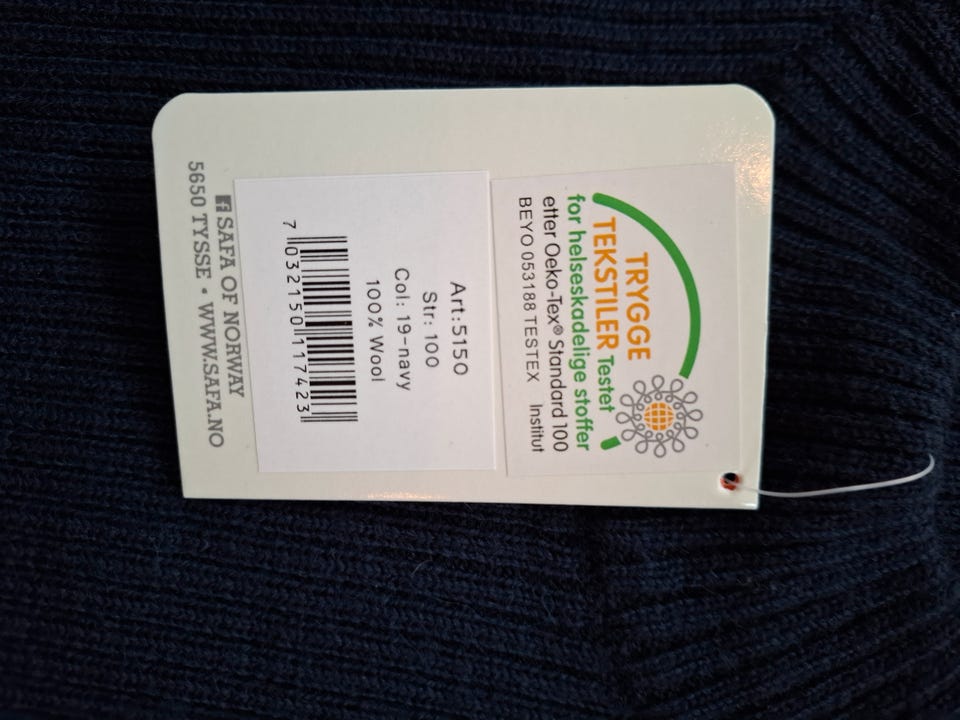 TRYGGE
TEKSTILER Testet
for helseskadelige stoffer
etter Oeko-Tex® Standard 100
BEYO 053188 TESTEX Institut
Art: 5150
Str: 100
Col: 19-navy
100% Wool
7 032150 117423
SAFA OF NORWAY
5650 TYSSE • WWW.SAFA.NO